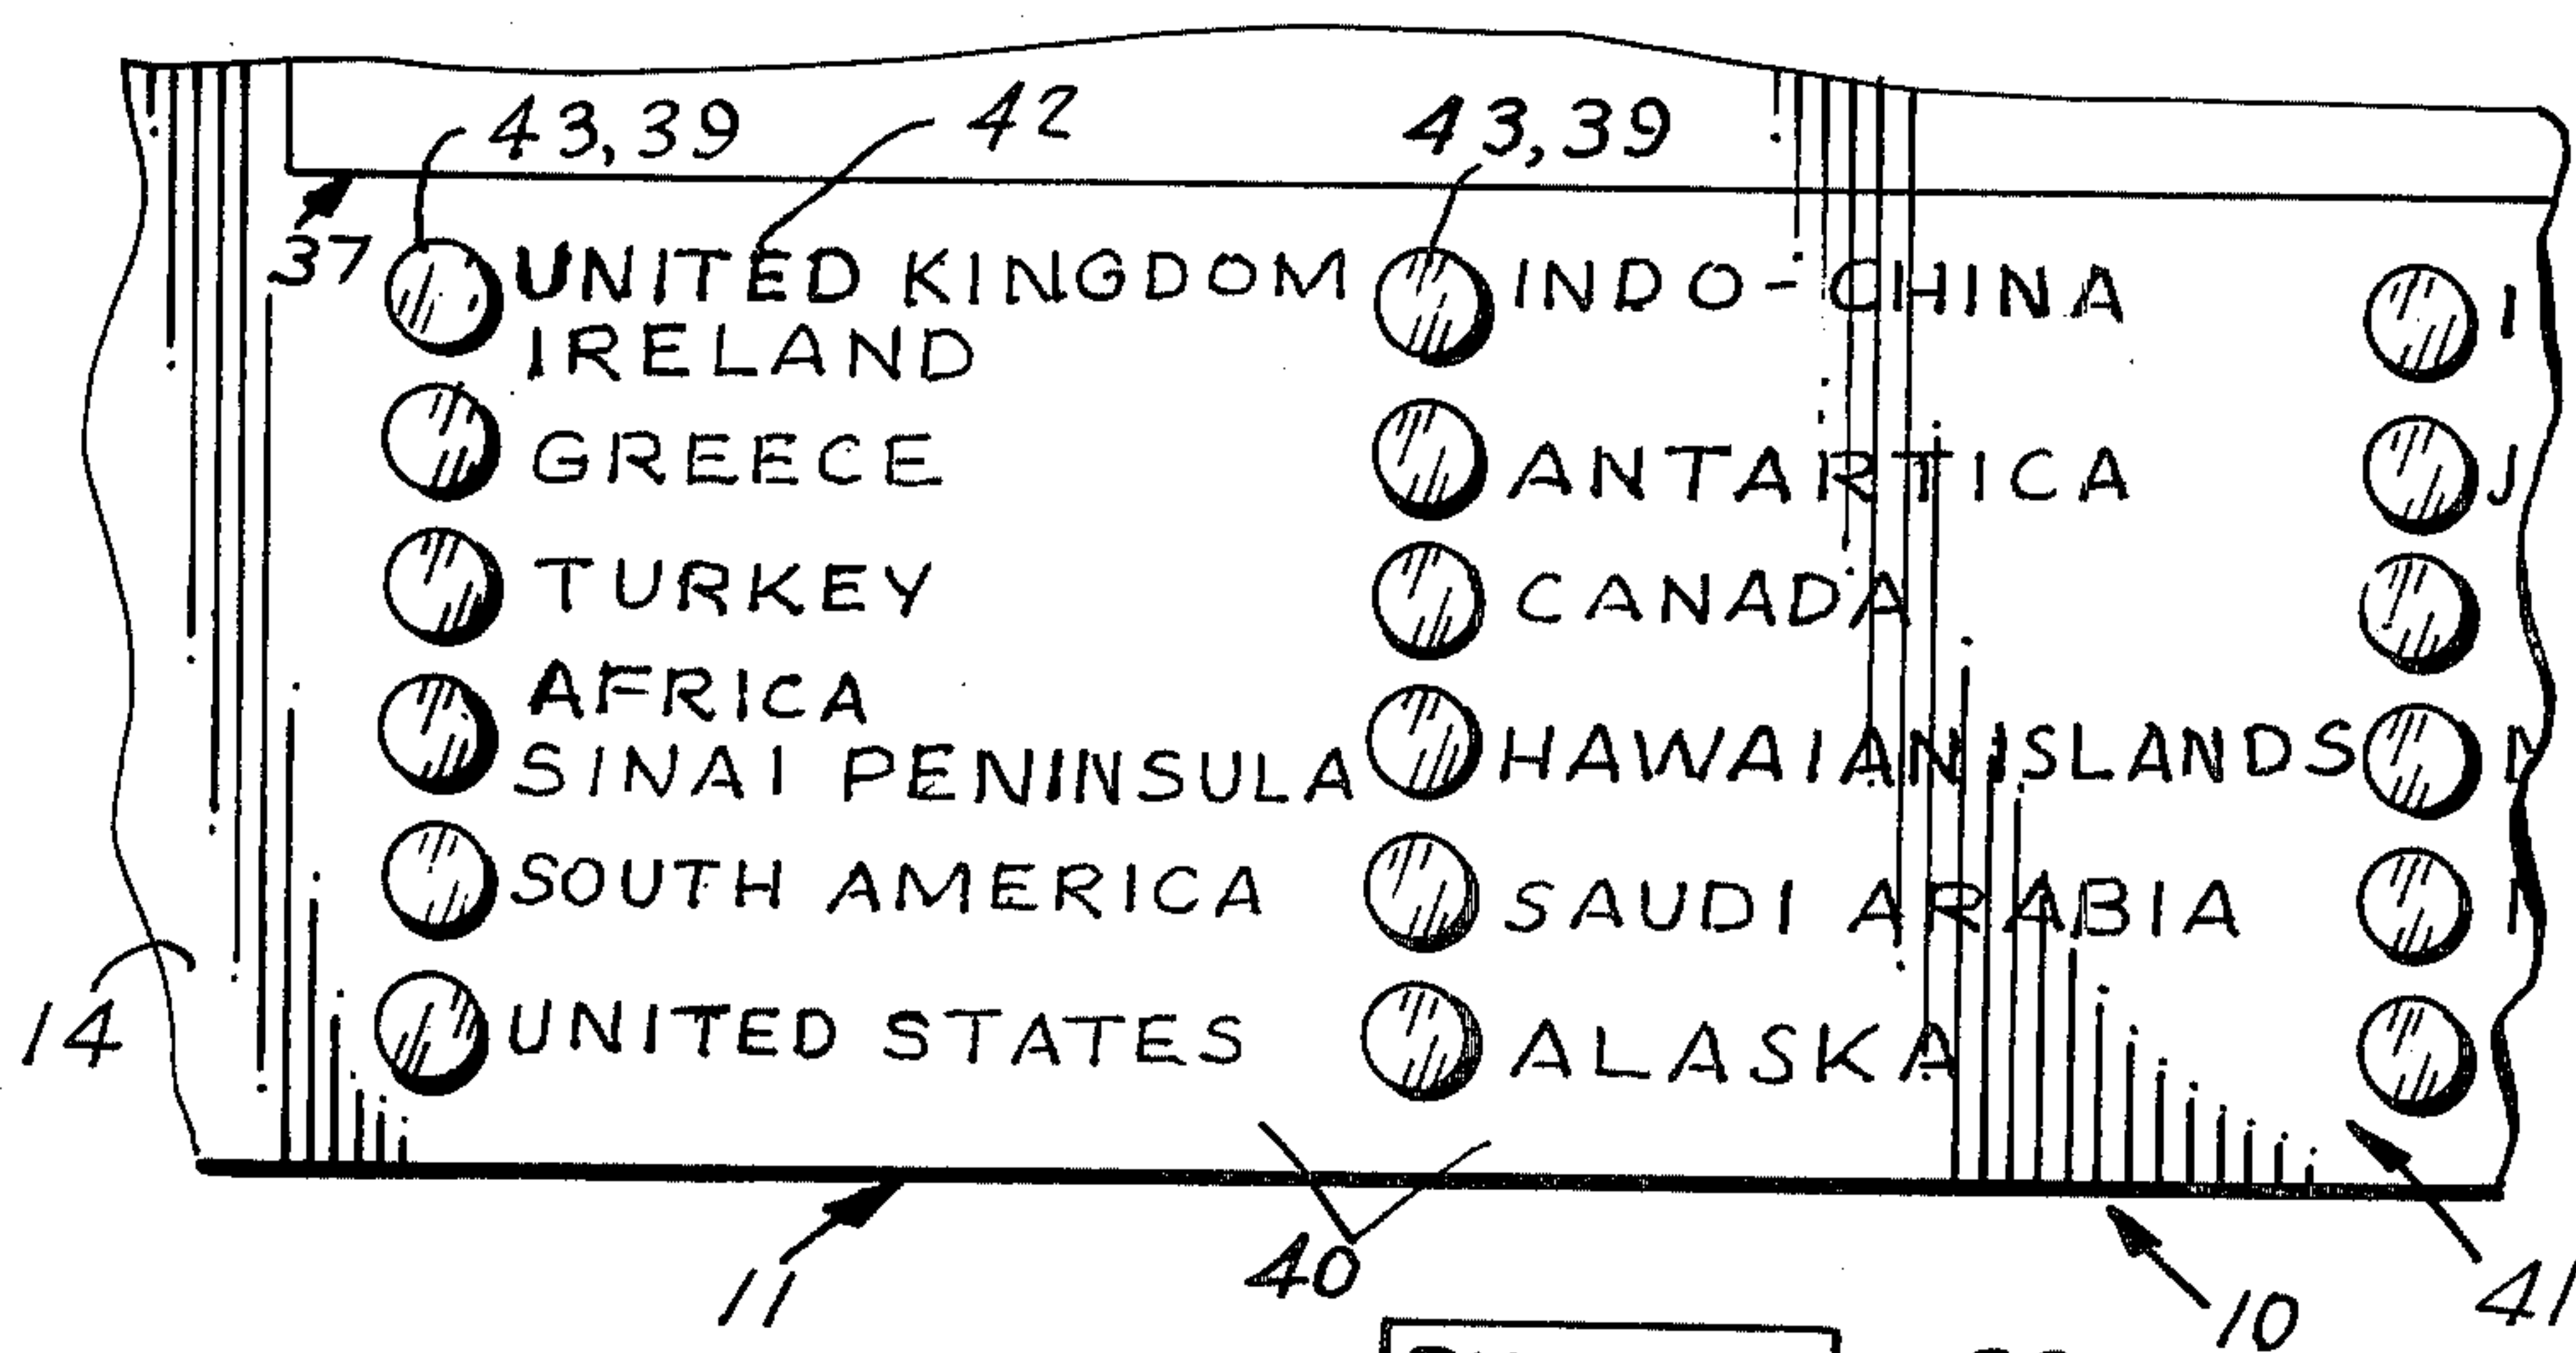 43,39 42 43,39
37
UNITED KINGDOM
IRELAND
GREECE
TURKEY
AFRICA
SINAI PENINSULA
SOUTH AMERICA
UNITED STATES
INDO-CHINA
ANTARTICA
CANADA
HAWAIAN ISLANDS
SAUDI ARABIA
ALASKA
I
J
14
11
40
10
41